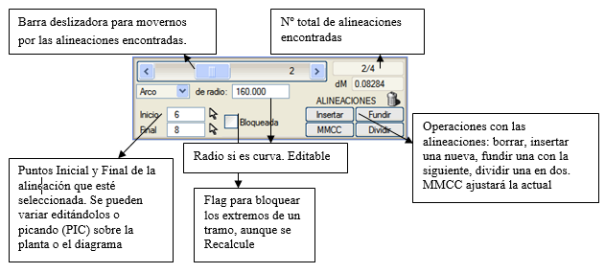 Barra deslizadora para movernos
por las alineaciones encontradas.
Nº total de alineaciones
encontradas
2
2/4
Arco
de radio:
160.000
dM
0.08284
ALINEACIONES
Inicio
6
Bloqueada
Insertar
Fundir
Final
8
MMCC
Dividir
Radio si es curva. Editable
Puntos Inicial y Final de la
alineación que esté
seleccionada. Se pueden
variar editándolos o
picando (PIC) sobre la
planta o el diagrama
Flag para bloquear
los extremos de un
tramo, aunque se
Recalcule
Operaciones con las
alineaciones: borrar, insertar
una nueva, fundir una con la
siguiente, dividir una en dos.
MMCC ajustará la actual